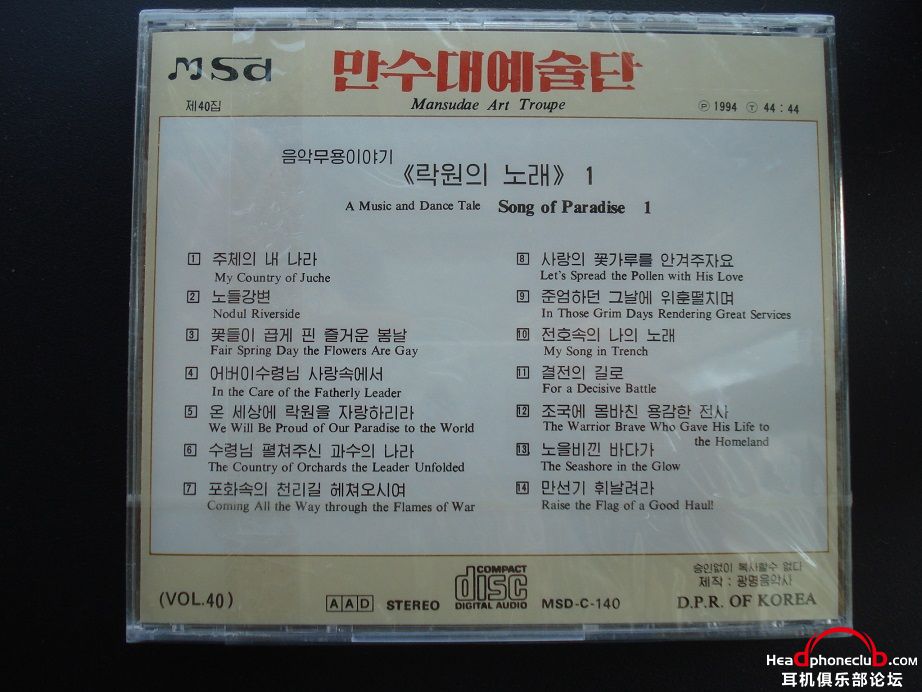 MSd
만수대예술단
Mansudae Art Troupe
제40집
Ⓟ 1994 Ⓣ 44 : 44
음악무용이야기
《락원의 노래》 1
A Music and Dance Tale Song of Paradise 1
1 주체의 내 나라
My Country of Juche
2 노들강변
Nodul Riverside
3 꽃들이 곱게 핀 즐거운 봄날
Fair Spring Day the Flowers Are Gay
4 어버이수령님 사랑속에서
In the Care of the Fatherly Leader
5 온 세상에 락원을 자랑하리라
We Will Be Proud of Our Paradise to the World
6 수령님 펼쳐주신 과수의 나라
The Country of Orchards the Leader Unfolded
7 포화속의 천리길 헤쳐오시여
Coming All the Way through the Flames of War
8 사랑의 꽃가루를 안겨주자요
Let's Spread the Pollen with His Love
9 준엄하던 그날에 위훈떨치며
In Those Grim Days Rendering Great Services
10 전호속의 나의 노래
My Song in Trench
11 결전의 길로
For a Decisive Battle
12 조국에 몸바친 용감한 전사
The Warrior Brave Who Gave His Life to
the Homeland
13 노을비낀 바다가
The Seashore in the Glow
14 만선기 휘날려라
Raise the Flag of a Good Haul!
(VOL.40)
AAD STEREO
COMPACT
disc
DIGITAL AUDIO
MSD-C-140
승인없이 복사할수 없다
제작 : 광명음악사
D.P.R. OF KOREA
Headphoneclub.com
耳机俱乐部论坛